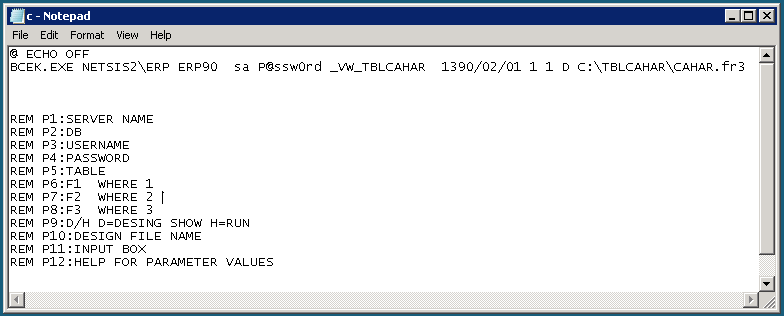 c - Notepad
File Edit Format View Help
@ ECHO OFF
BCEK.EXE NETSIS2\ERP ERP90  sa P@ssw0rd _VW_TBLCAHAR  1390/02/01 1 1 D C:\TBLCAHAR\CAHAR.fr3
REM P1:SERVER NAME
REM P2:DB
REM P3:USERNAME
REM P4:PASSWORD
REM P5:TABLE
REM P6:F1  WHERE 1
REM P7:F2  WHERE 2
REM P8:F3  WHERE 3
REM P9:D/H D=DESING SHOW H=RUN
REM P10:DESIGN FILE NAME
REM P11:INPUT BOX
REM P12:HELP FOR PARAMETER VALUES